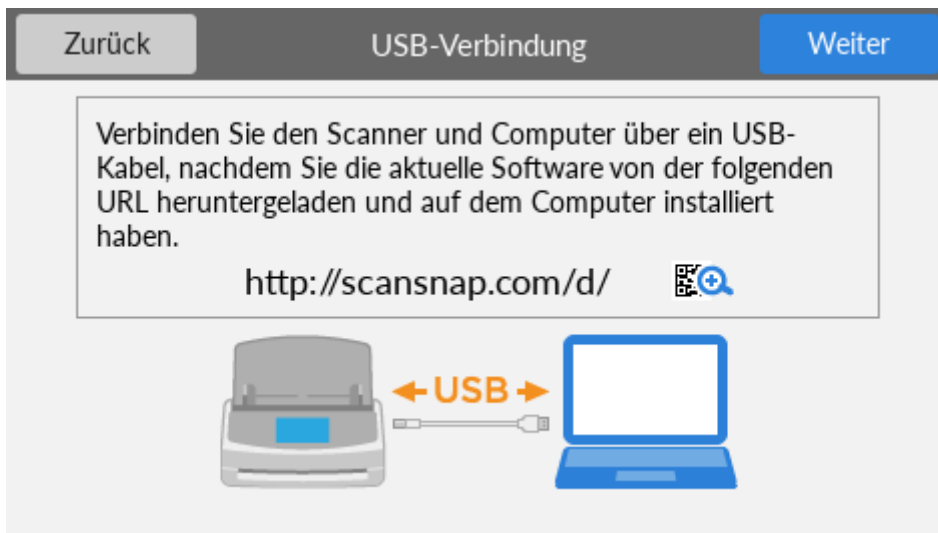 Zurück
USB-Verbindung
Weiter
Verbinden Sie den Scanner und Computer über ein USB-
Kabel, nachdem Sie die aktuelle Software von der folgenden
URL heruntergeladen und auf dem Computer installiert
haben.
http://scansnap.com/d/
USB